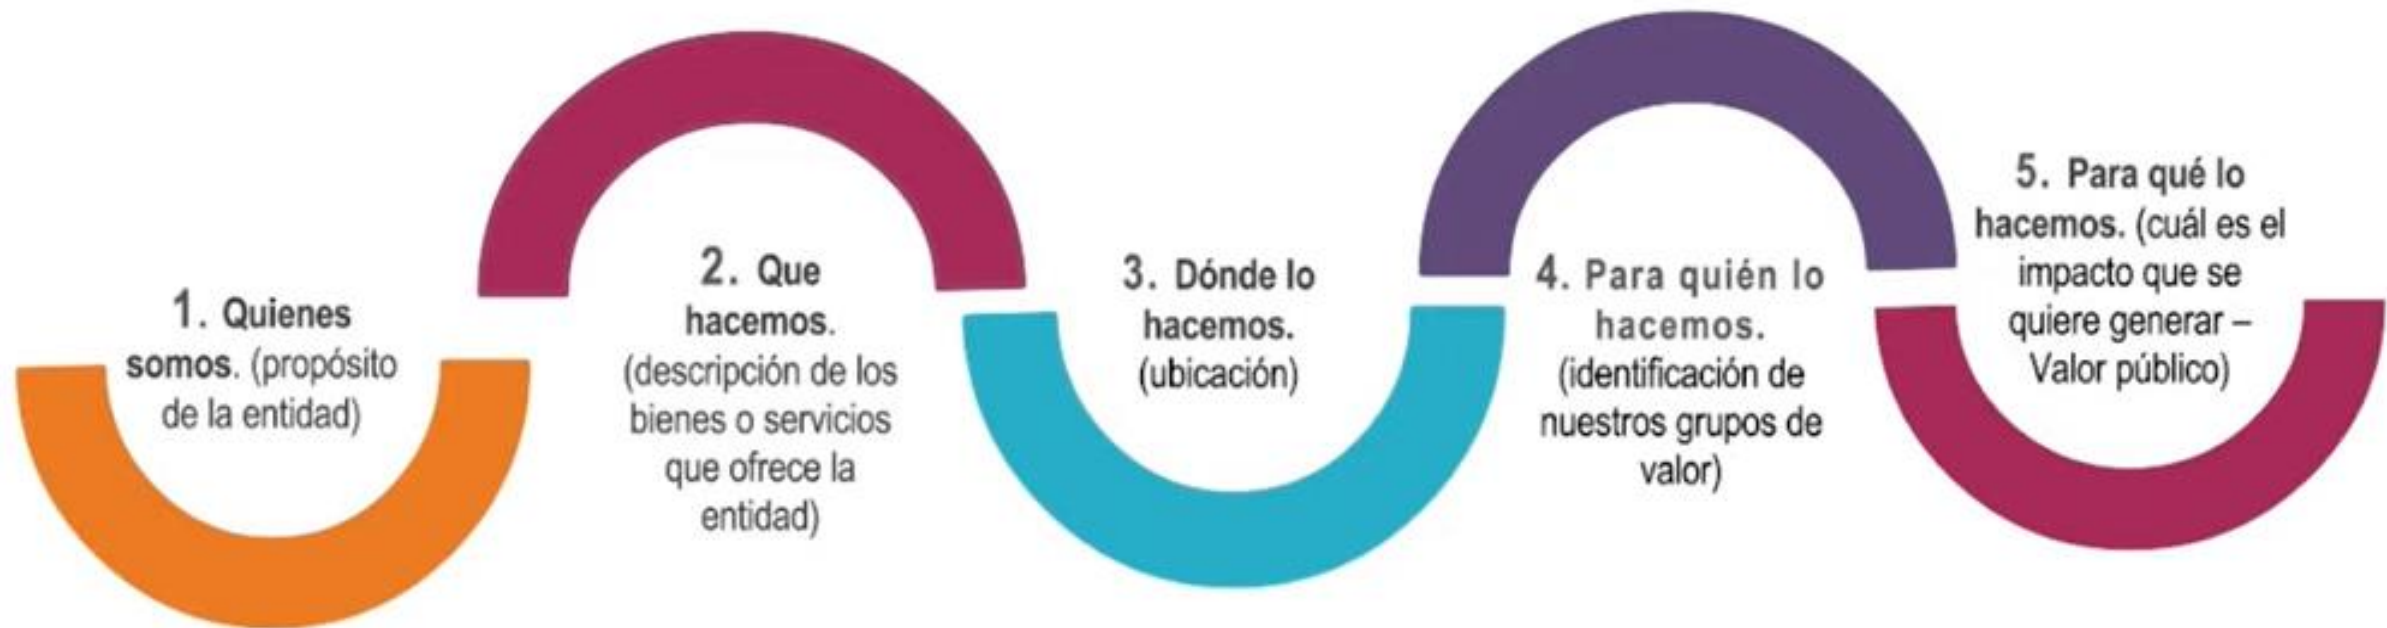 1. Quienes
somos. (propósito
de la entidad)
2. Que
hacemos.
(descripción de los
bienes o servicios
que ofrece la
entidad)
3. Dónde lo
hacemos.
(ubicación)
4. Para quién lo
hacemos.
(identificación de
nuestros grupos de
valor)
5. Para qué lo
hacemos. (cuál es el
impacto que se
quiere generar –
Valor público)